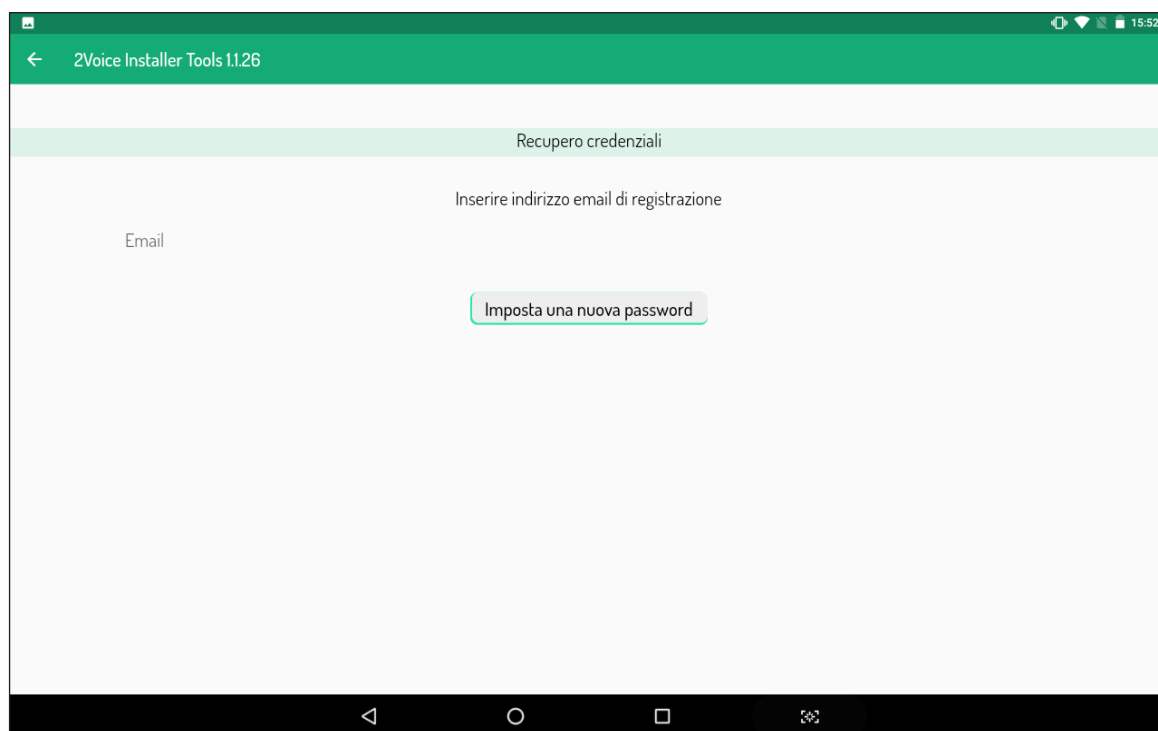 15:52
2Voice Installer Tools 1.1.26
Recupero credenziali
Inserire indirizzo email di registrazione
Email
Imposta una nuova password